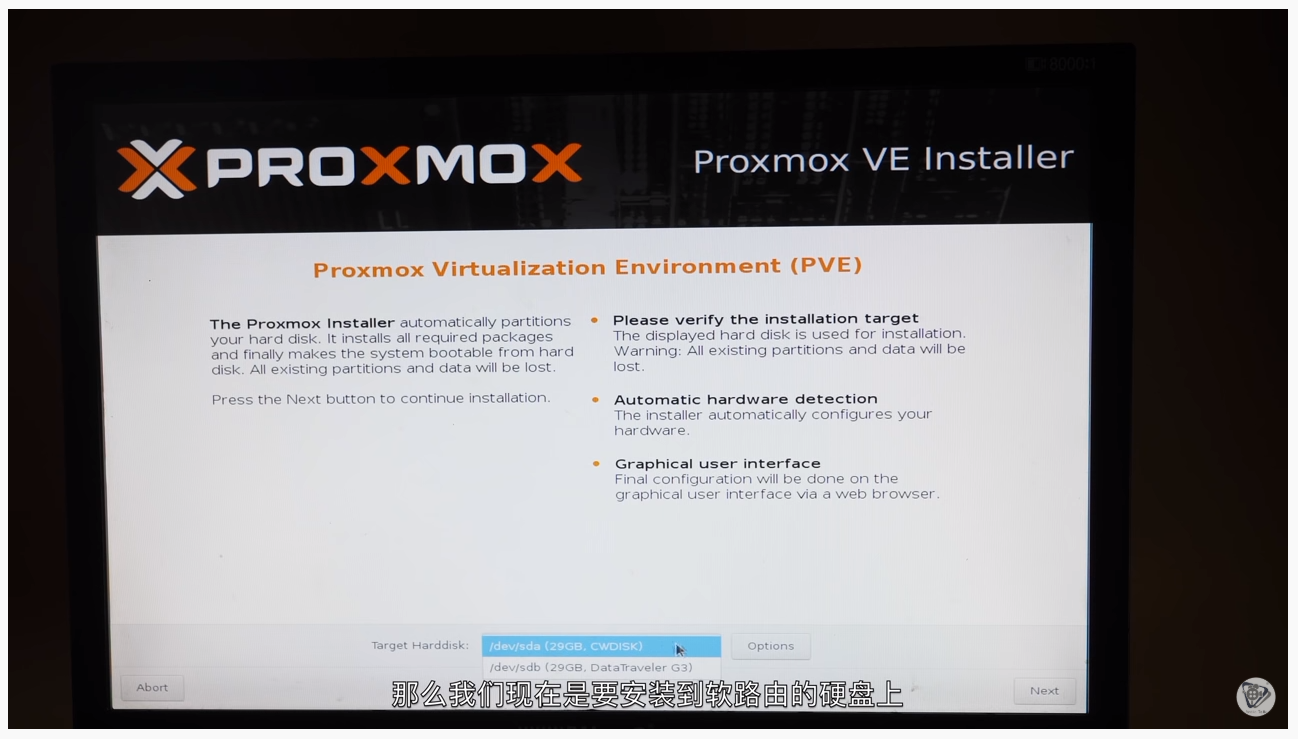 PROXMOX
Proxmox VE Installer
Proxmox Virtualization Environment (PVE)
The Proxmox Installer automatically partitions
your hard disk. It installs all required packages
and finally makes the system bootable from hard
disk. All existing partitions and data will be lost.
Press the Next button to continue installation.
Please verify the installation target
The displayed hard disk is used for installation.
Warning: All existing partitions and data will be
lost.
Automatic hardware detection
The installer automatically configures your
hardware.
Graphical user interface
Final configuration will be done on the
graphical user interface via a web browser.
Target Harddisk:
/dev/sda (29GB, CWDISK)
/dev/sdb (29GB, DataTraveler G3)
Options
Abort
Next
那么我们现在是要安装到软路由的硬盘上